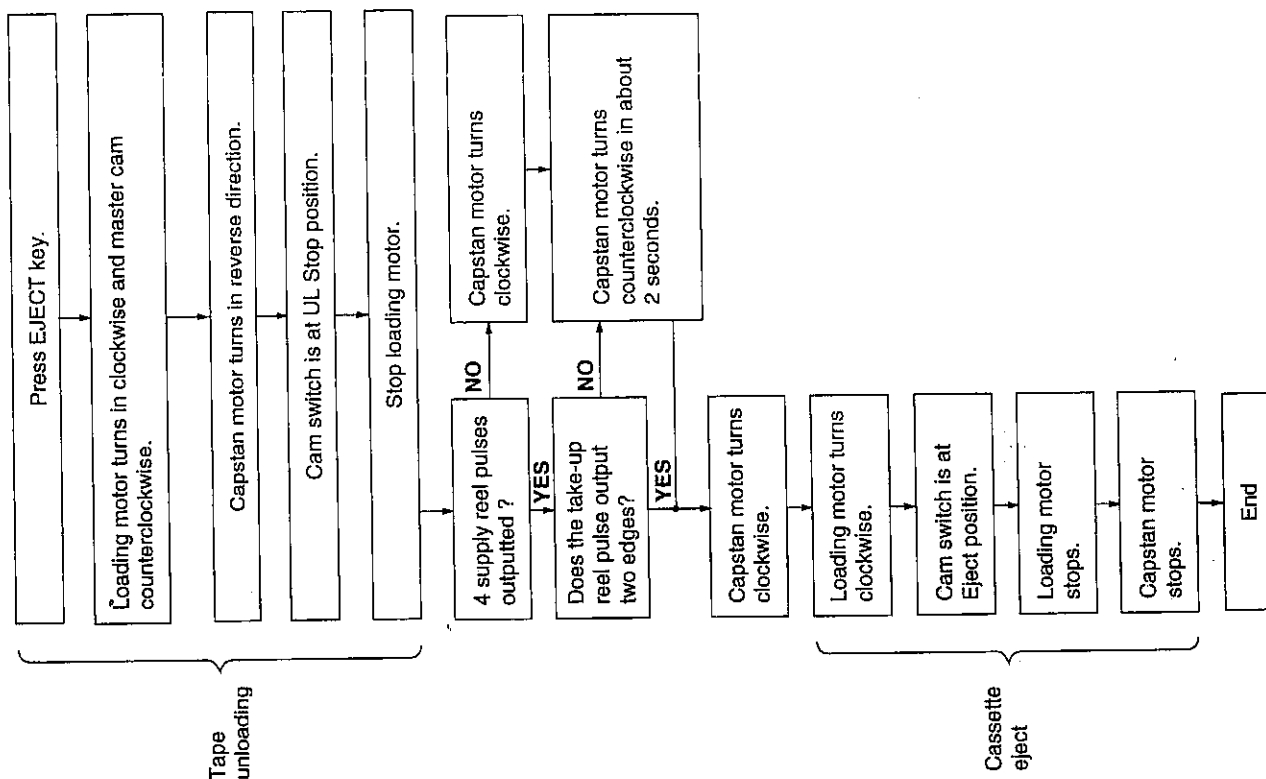 Press EJECT key.
Loading motor turns in clockwise and master cam
counterclockwise.
Capstan motor turns in reverse direction.
Cam switch is at UL Stop position.
Stop loading motor.
Tape
unloading
4 supply reel pulses
outputted ?
NO
Capstan motor turns
clockwise.
YES
Does the take-up
reel pulse output
two edges?
NO
Capstan motor turns
counterclockwise in about
2 seconds.
YES
Capstan motor turns
clockwise.
Loading motor turns
clockwise.
Cam switch is at
Eject position.
Loading motor
stops.
Capstan motor
stops.
Cassette
eject
End